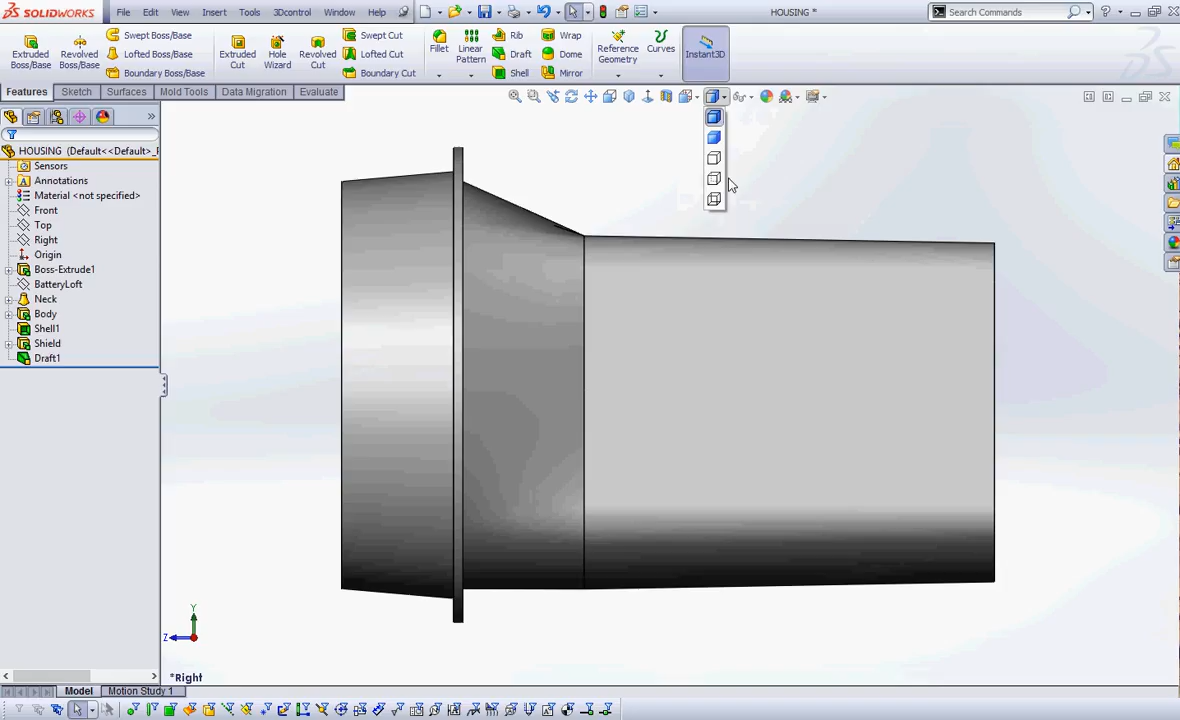 SOLIDWORKS File Edit View Insert Tools 3Dcontrol Window Help HOUSING * Search Commands
Extruded Boss/Base
Revolved Boss/Base
Swept Boss/Base
Lofted Boss/Base
Boundary Boss/Base
Extruded Cut
Hole Wizard
Revolved Cut
Swept Cut
Lofted Cut
Boundary Cut
Fillet
Linear Pattern
Rib
Draft
Shell
Wrap
Dome
Mirror
Reference Geometry
Curves
Instant3D
Features Sketch Surfaces Mold Tools Data Migration Evaluate
HOUSING (Default<<Default>_
Sensors
Annotations
Material <not specified>
Front
Top
Right
Origin
Boss-Extrude1
BatteryLoft
Neck
Body
Shell1
Shield
Draft1
Y
Z
*Right
Model Motion Study 1